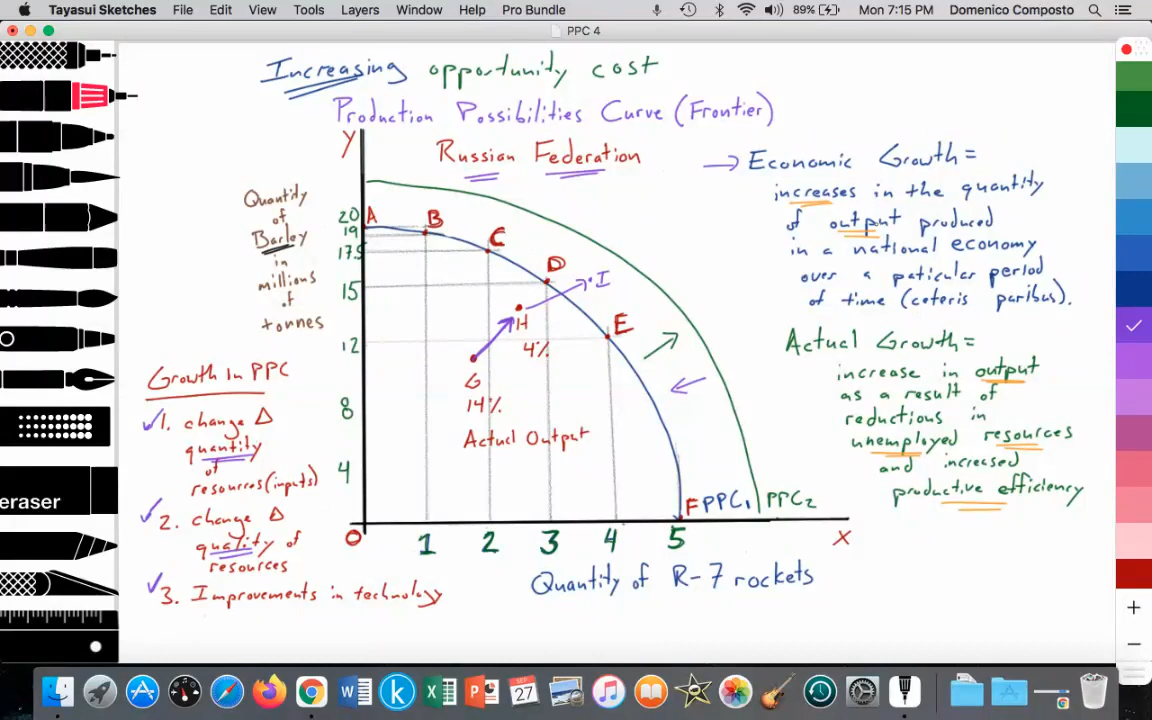 Tayasui Sketches File Edit View Tools Layers Window Help Pro Bundle 89% Mon 7:15 PM Domenico Composto
PPC 4
Increasing opportunity cost
Production Possibilities Curve (Frontier)
Y
Russian Federation
Quantity
of
Barley
in
millions
of
tonnes
20
19
17.5
15
12
8
4
A
B
C
D
E
I
H
4%
G
14%
Actual Output
F PPC1 PPC2
0 1 2 3 4 5 X
Quantity of R-7 rockets
→ Economic Growth =
increases in the quantity
of output produced
in a national economy
over a paticular period
of time (ceteris paribus).
Actual Growth =
increase in output
as a result of
reductions in
unemployed resources
and increased
productive efficiency
Growth in PPC
1. change Δ
quantity
of
resources (inputs)
2. change Δ
quality of
resources
3. Improvements in technology
eraser
SEP
27